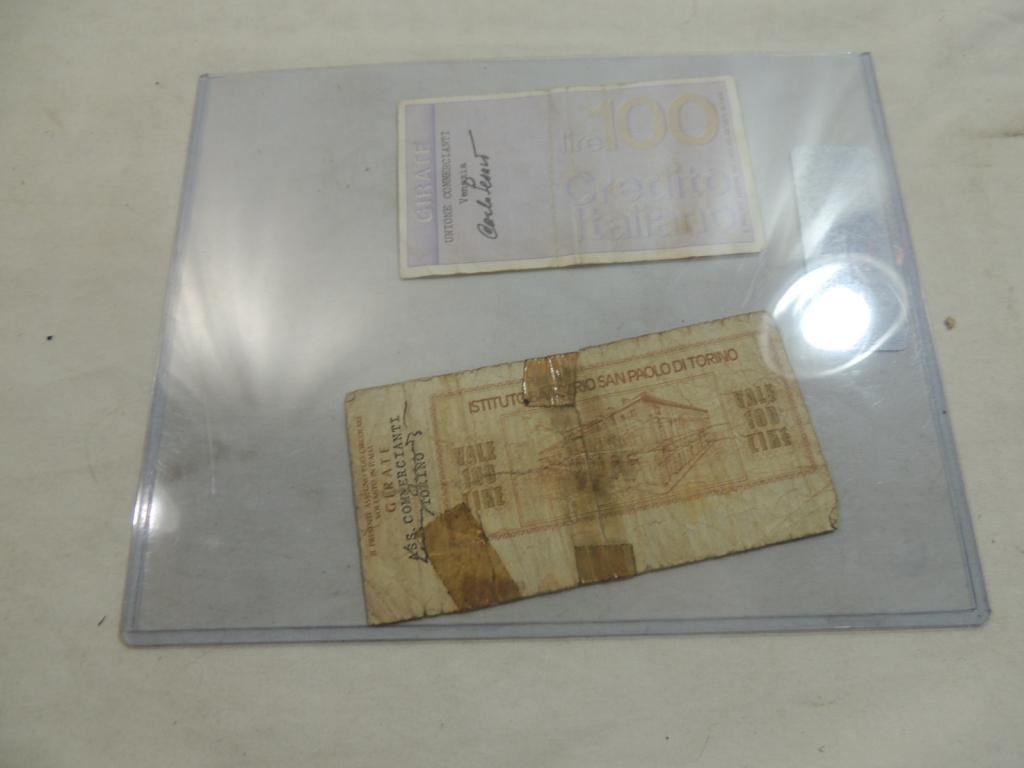 GIRATE
UNIONE COMMERCIANTI
Venezia
lire 100
Credito
Italiano
ISTITUTO BANCARIO SAN PAOLO DI TORINO
GIRATE
ASS. COMMERCIANTI
TORINO
VALE
100
LIRE
VALE
100
LIRE